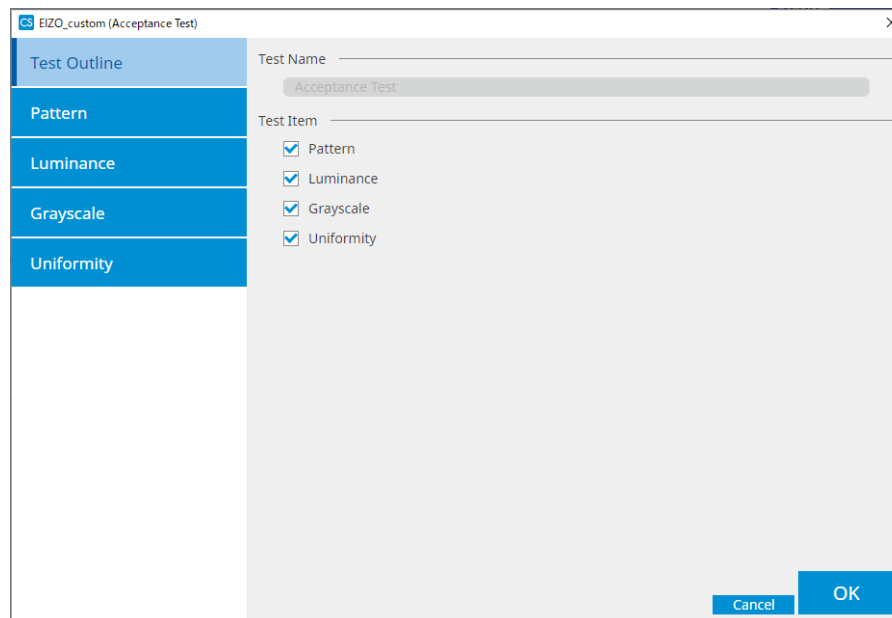 CS EIZO_custom (Acceptance Test)
Test Outline
Pattern
Luminance
Grayscale
Uniformity
Test Name
Acceptance Test
Test Item
Pattern
Luminance
Grayscale
Uniformity
Cancel
OK